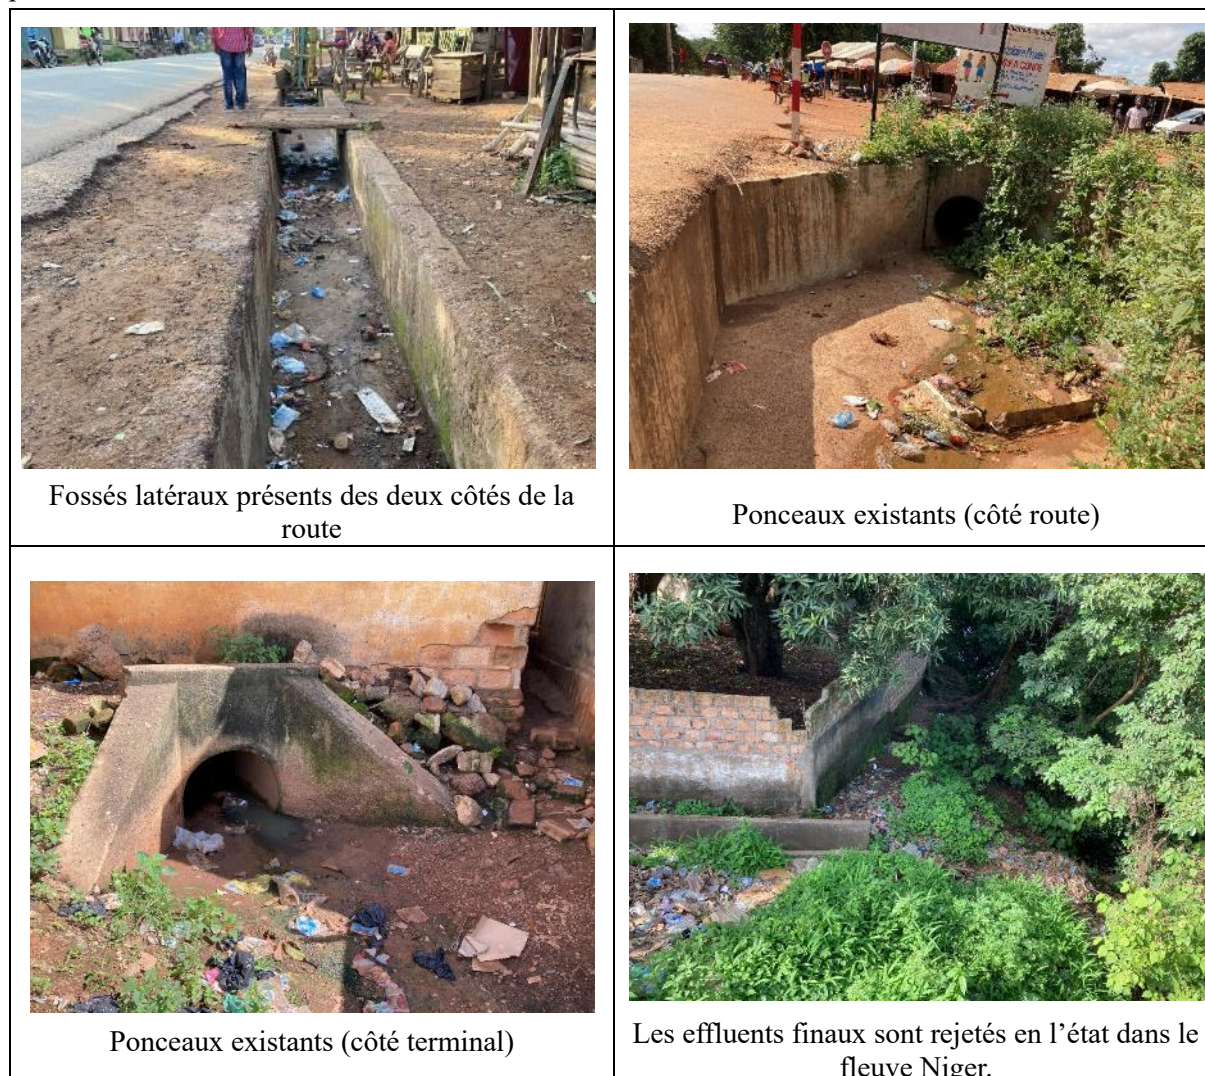 Fossés latéraux présents des deux côtés de la
route
Ponceaux existants (côté route)
Ponceaux existants (côté terminal)
Les effluents finaux sont rejetés en l’état dans le
fleuve Niger.